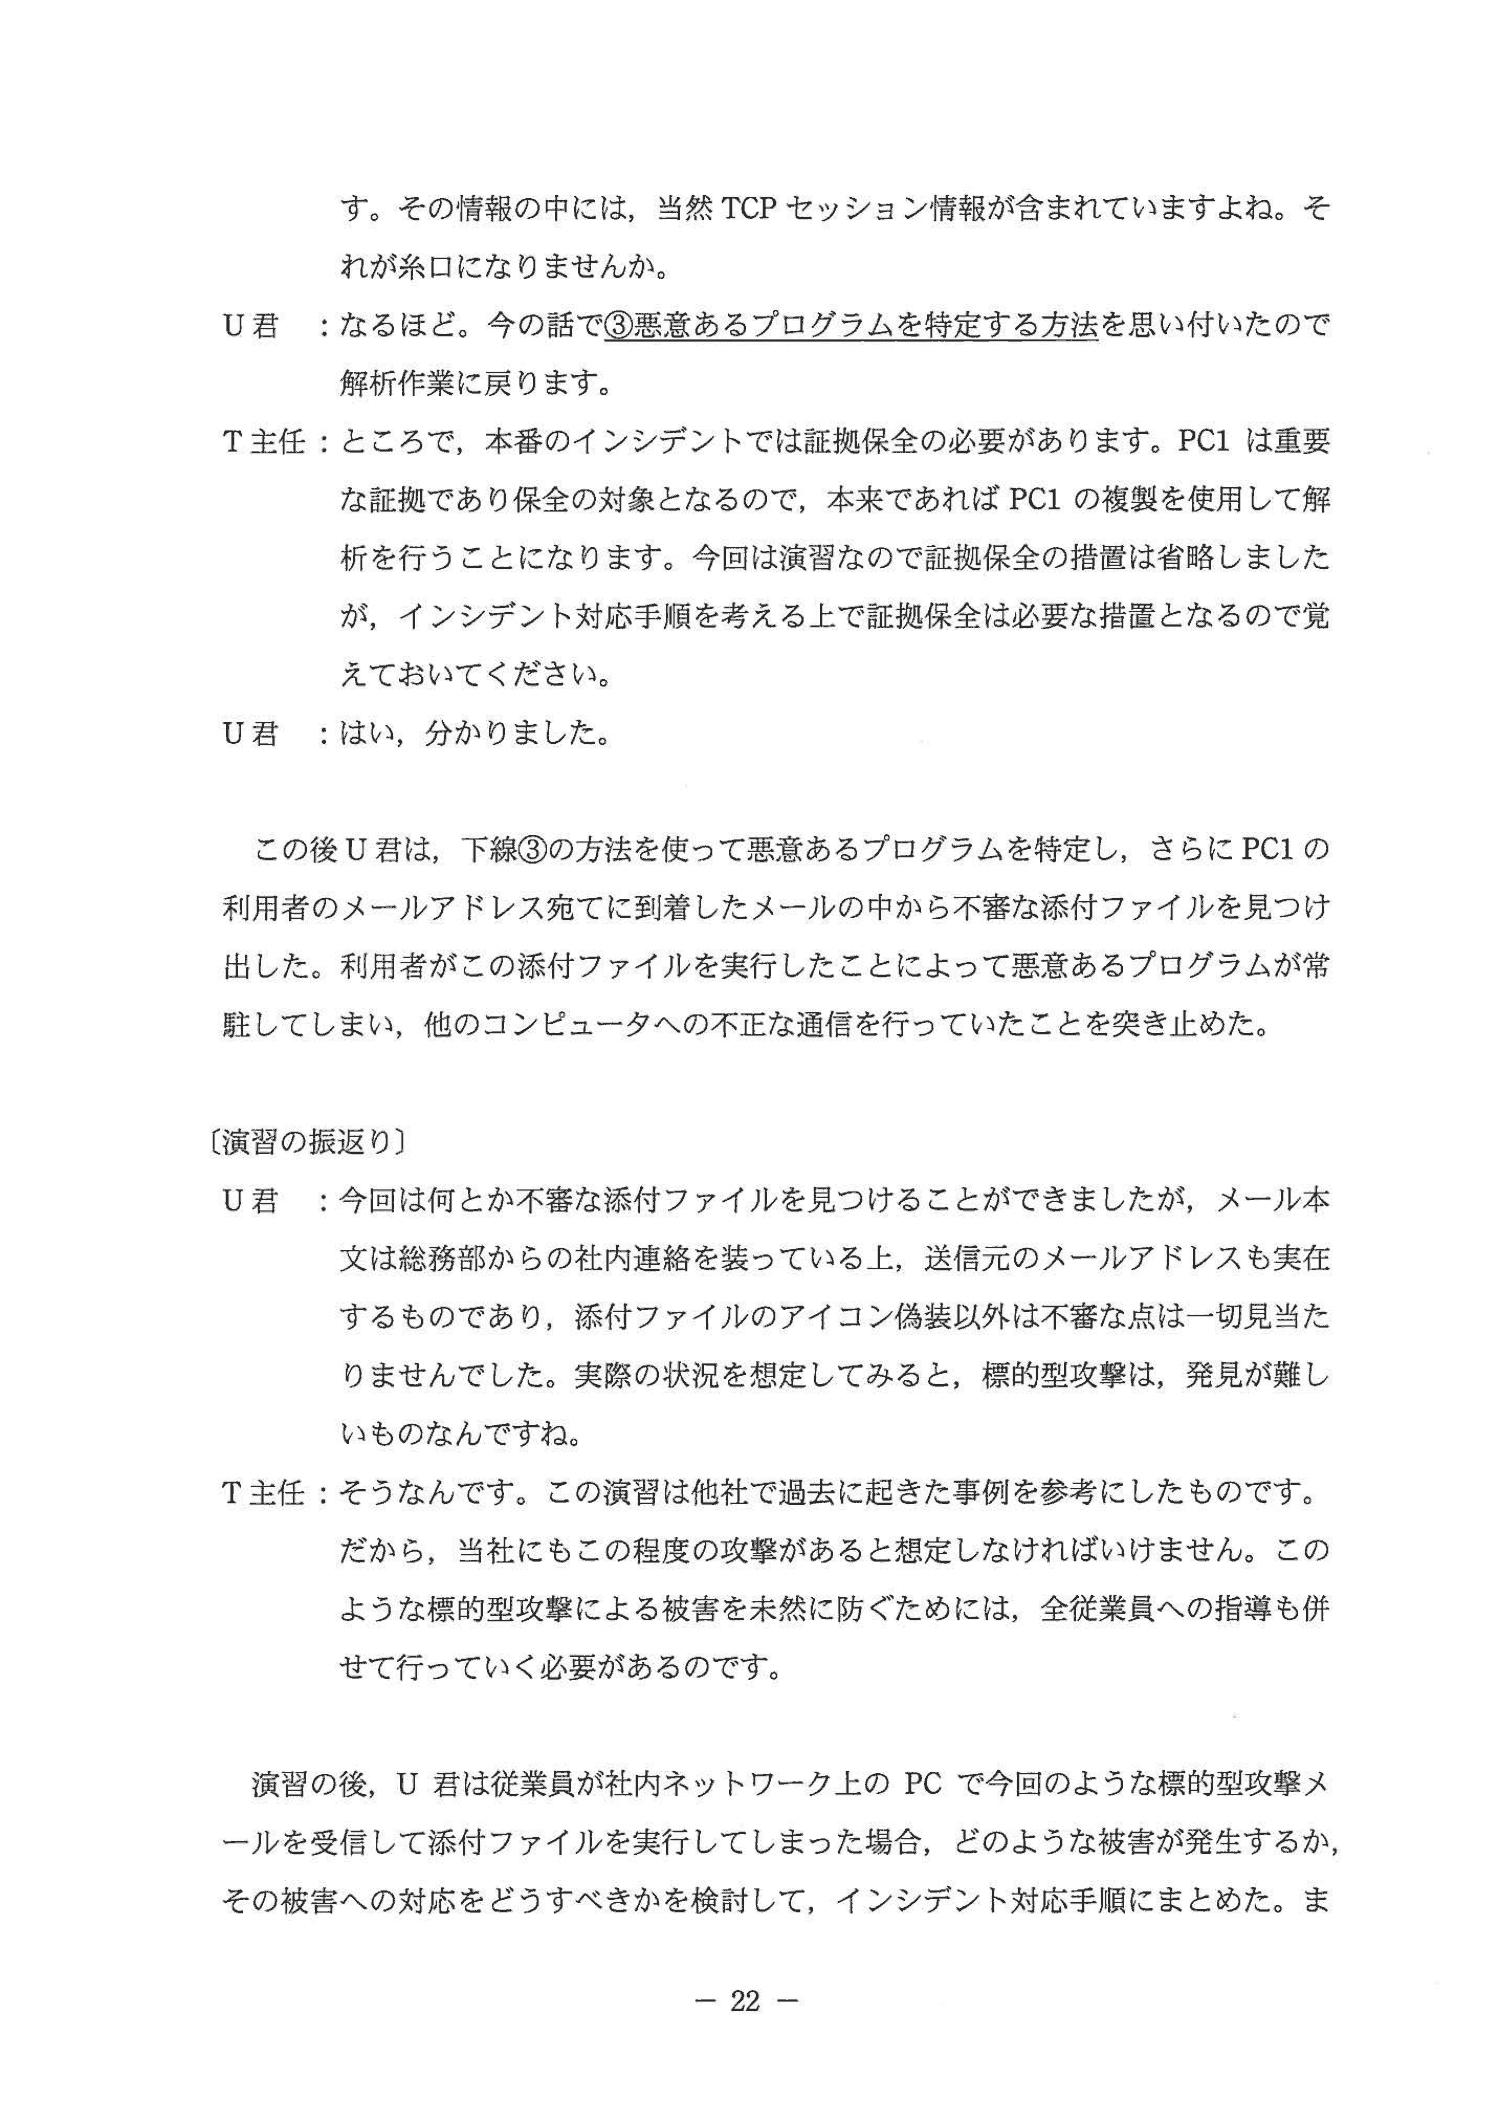 す。その情報の中には，当然 TCP セッション情報が含まれていますよね。そ
れが糸口になりませんか。
U 君　：なるほど。今の話で③悪意あるプログラムを特定する方法を思い付いたので
解析作業に戻ります。
T 主任：ところで，本番のインシデントでは証拠保全の必要があります。PC1 は重要
な証拠であり保全の対象となるので，本来であれば PC1 の複製を使用して解
析を行うことになります。今回は演習なので証拠保全の措置は省略しました
が，インシデント対応手順を考える上で証拠保全は必要な措置となるので覚
えておいてください。
U 君　：はい，分かりました。
この後 U 君は，下線③の方法を使って悪意あるプログラムを特定し，さらに PC1 の
利用者のメールアドレス宛てに到着したメールの中から不審な添付ファイルを見つけ
出した。利用者がこの添付ファイルを実行したことによって悪意あるプログラムが常
駐してしまい，他のコンピュータへの不正な通信を行っていたことを突き止めた。
〔演習の振返り〕
U 君　：今回は何とか不審な添付ファイルを見つけることができましたが，メール本
文は総務部からの社内連絡を装っている上，送信元のメールアドレスも実在
するものであり，添付ファイルのアイコン偽装以外は不審な点は一切見当た
りませんでした。実際の状況を想定してみると，標的型攻撃は，発見が難し
いものなんですね。
T 主任：そうなんです。この演習は他社で過去に起きた事例を参考にしたものです。
だから，当社にもこの程度の攻撃があると想定しなければいけません。この
ような標的型攻撃による被害を未然に防ぐためには，全従業員への指導も併
せて行っていく必要があるのです。
演習の後，U 君は従業員が社内ネットワーク上の PC で今回のような標的型攻撃メ
ールを受信して添付ファイルを実行してしまった場合，どのような被害が発生するか，
その被害への対応をどうすべきかを検討して，インシデント対応手順にまとめた。ま
－ 22 －